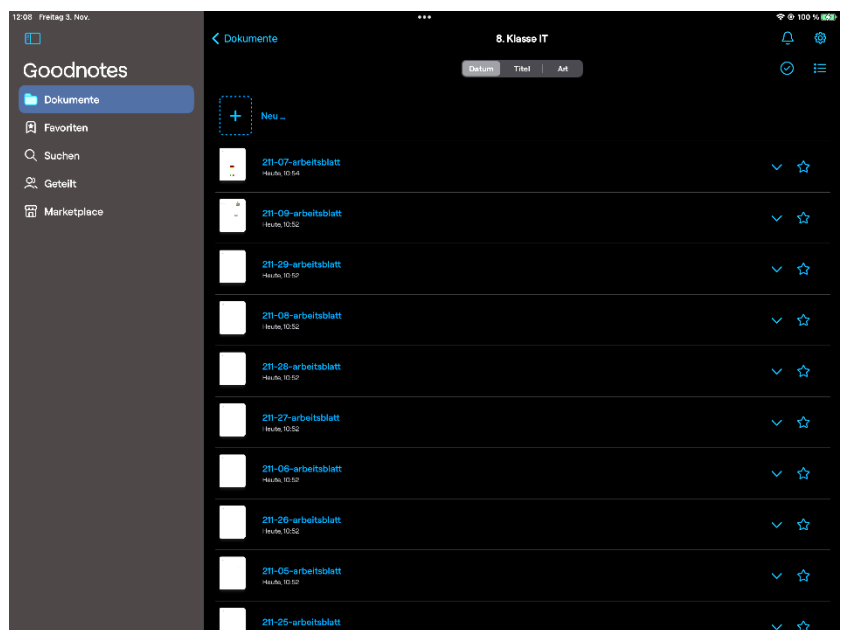 12:08 Freitag 3. Nov.
100 %
Goodnotes
Dokumente
Favoriten
Suchen
Geteilt
Marketplace
Dokumente
8. Klasse IT
Datum Titel Art
Neu ...
211-07-arbeitsblatt
Heute, 10:54
211-09-arbeitsblatt
Heute, 10:52
211-29-arbeitsblatt
Heute, 10:52
211-08-arbeitsblatt
Heute, 10:52
211-28-arbeitsblatt
Heute, 10:52
211-27-arbeitsblatt
Heute, 10:52
211-06-arbeitsblatt
Heute, 10:52
211-26-arbeitsblatt
Heute, 10:52
211-05-arbeitsblatt
Heute, 10:52
211-25-arbeitsblatt